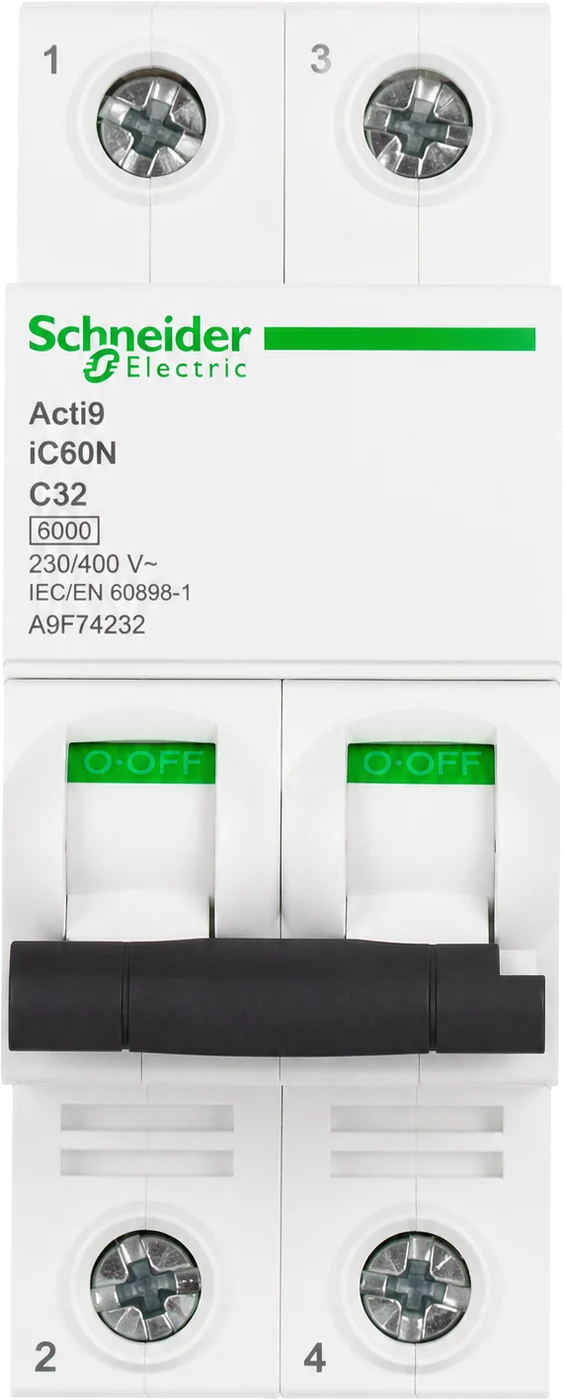 1 3
Schneider
Electric
Acti9
iC60N
C32
6000
230/400 V~
IEC/EN 60898-1
A9F74232
O·OFF O·OFF
2 4